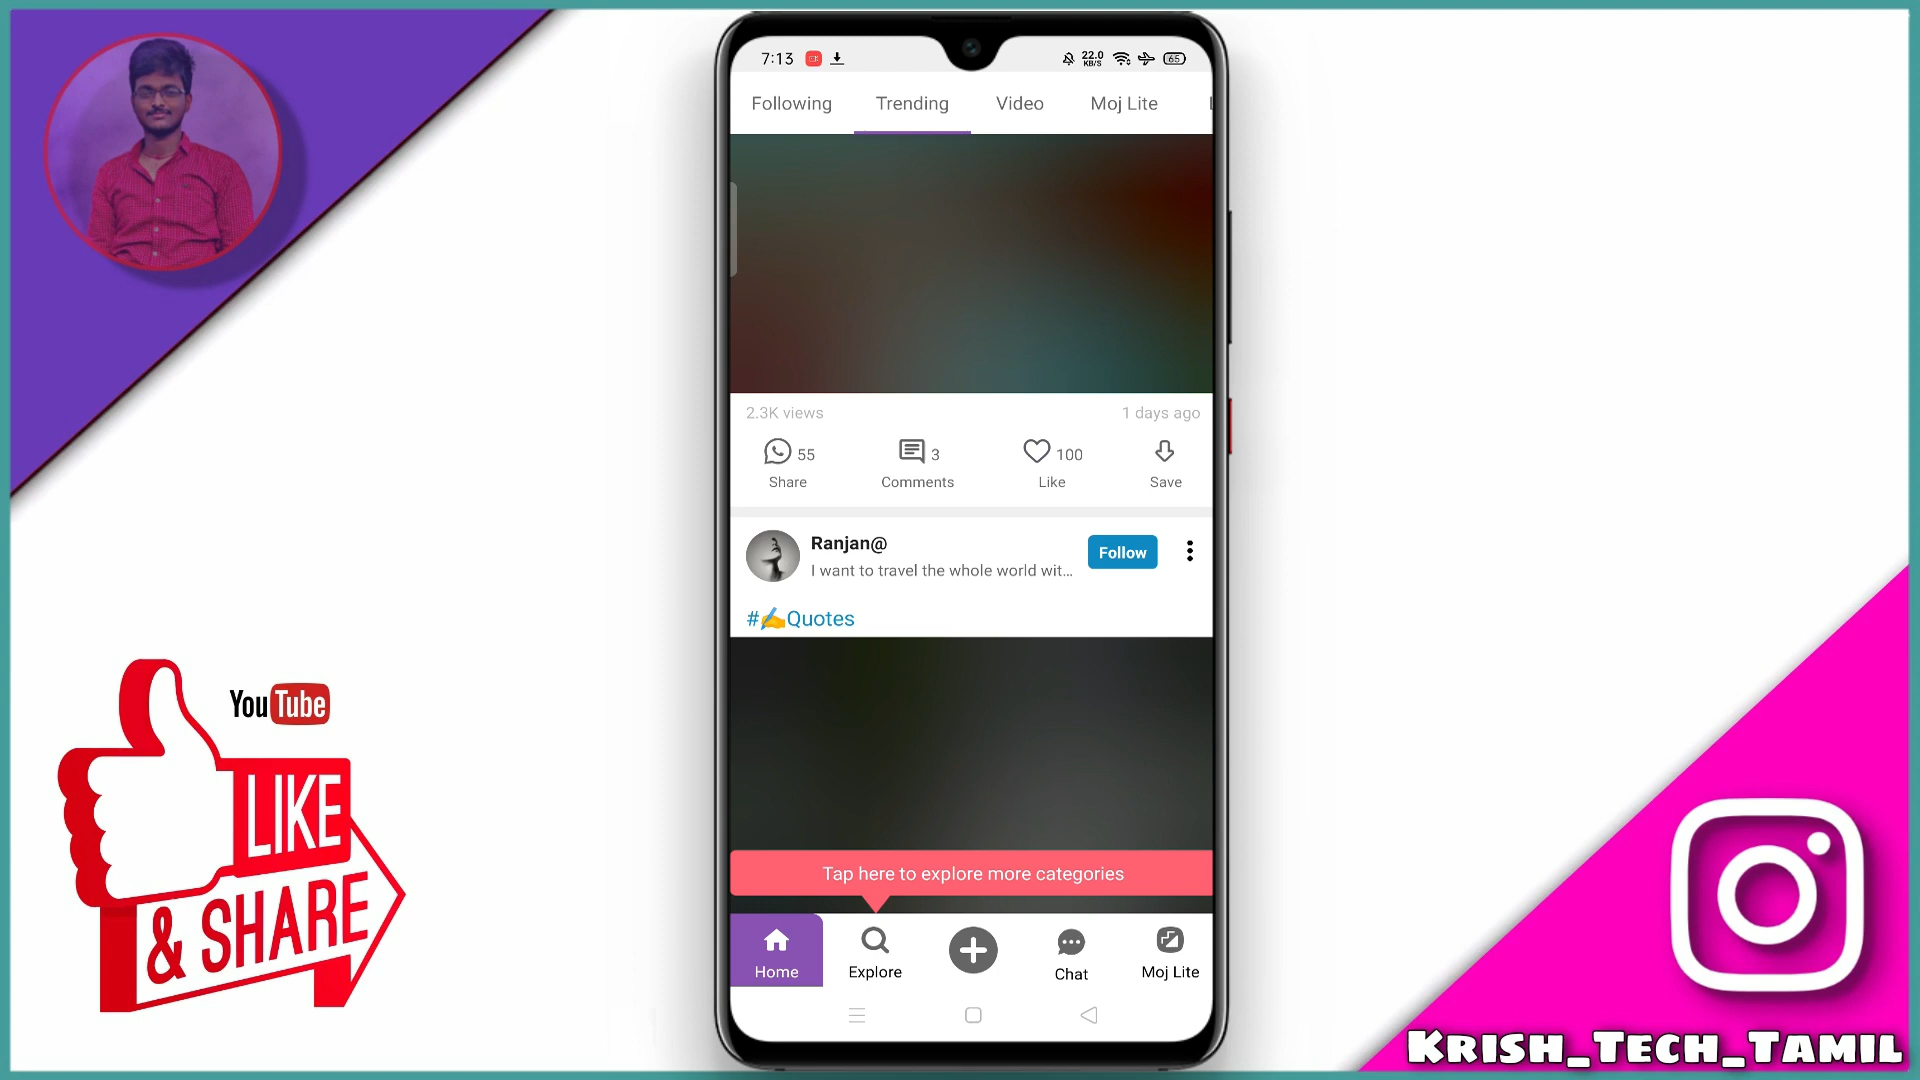 7:13
22.0
KB/S
65
Following Trending Video Moj Lite
2.3K views 1 days ago
55 3 100
Share Comments Like Save
Ranjan@
I want to travel the whole world wit...
Follow
#✍Quotes
Tap here to explore more categories
Home Explore Chat Moj Lite
YouTube
LIKE
& SHARE
Krish_Tech_Tamil